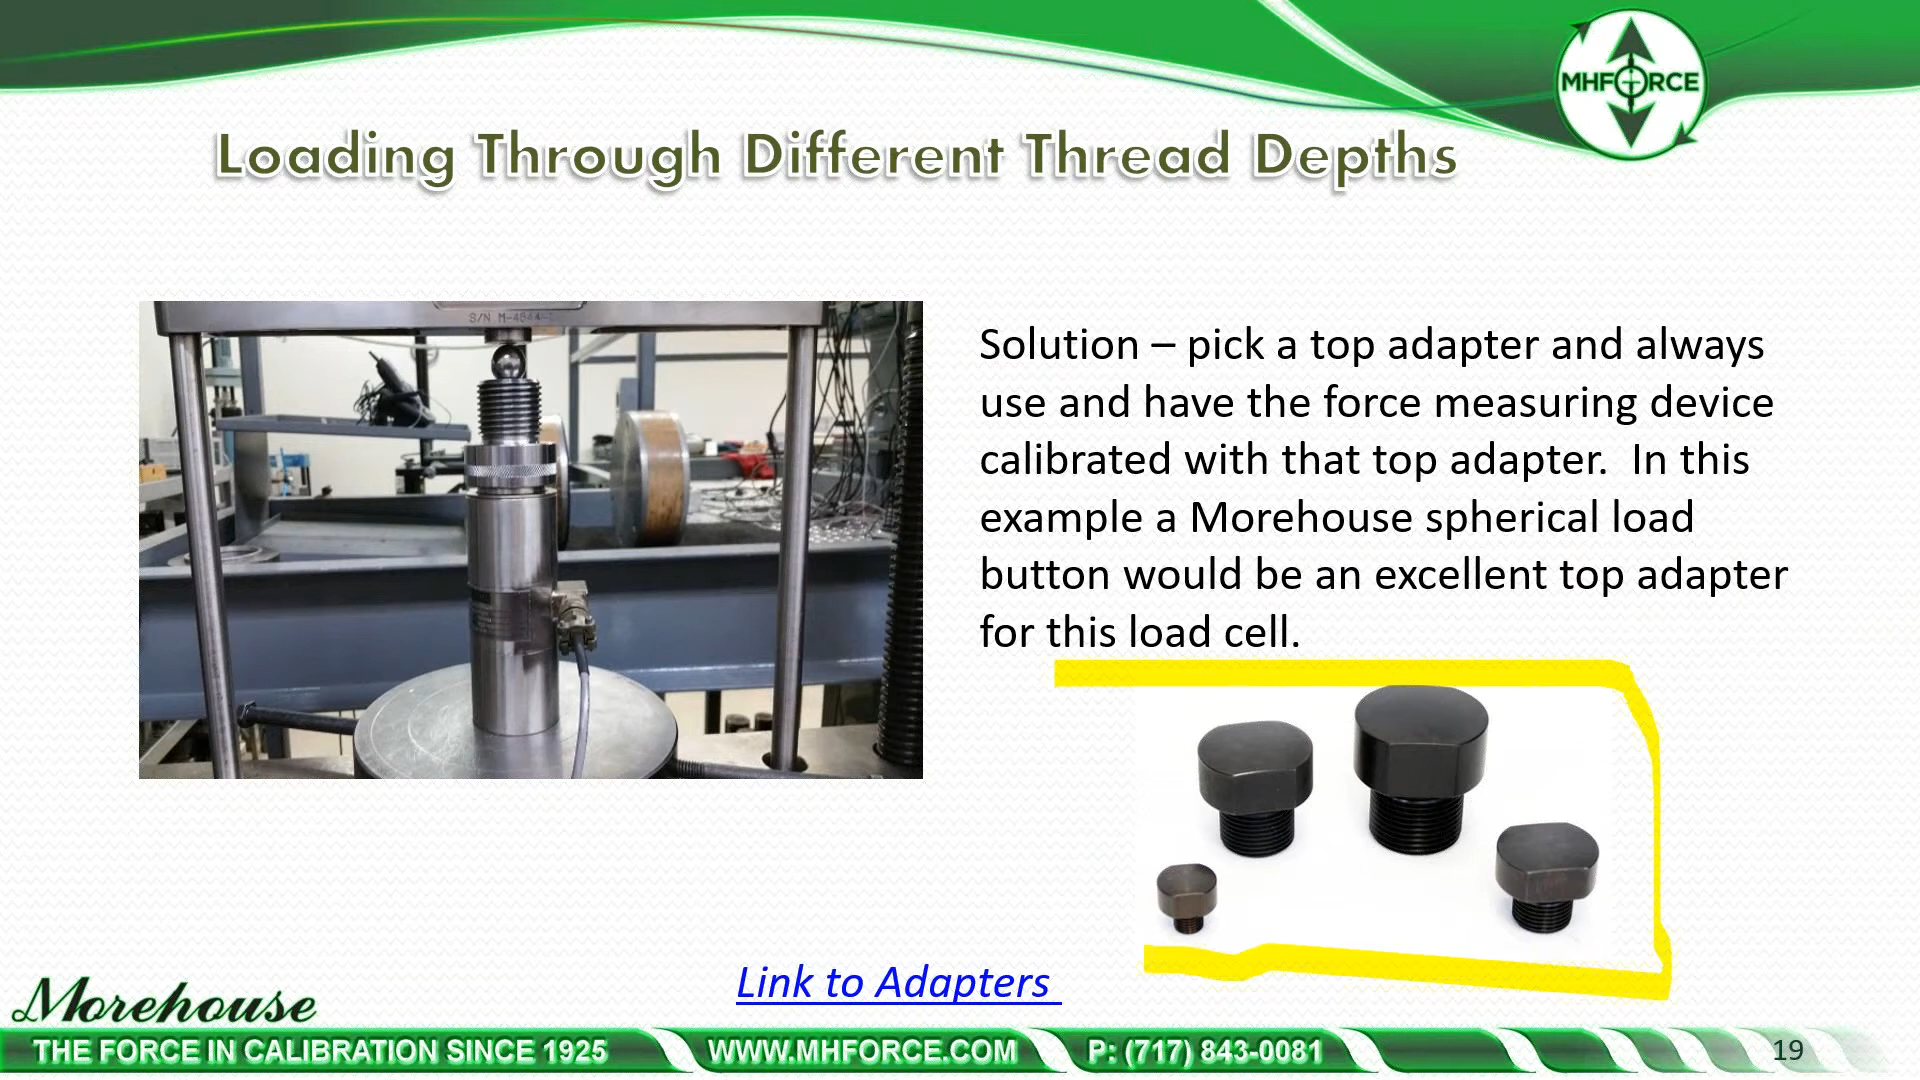 MHFORCE
Loading Through Different Thread Depths
S/N M-4644-
Solution – pick a top adapter and always
use and have the force measuring device
calibrated with that top adapter.  In this
example a Morehouse spherical load
button would be an excellent top adapter
for this load cell.
Link to Adapters
Morehouse
THE FORCE IN CALIBRATION SINCE 1925 WWW.MHFORCE.COM P: (717) 843-0081 19